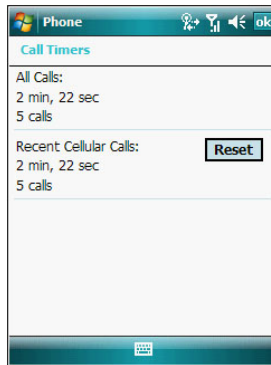 Phone
ok
Call Timers
All Calls:
2 min, 22 sec
5 calls
Recent Cellular Calls:
Reset
2 min, 22 sec
5 calls